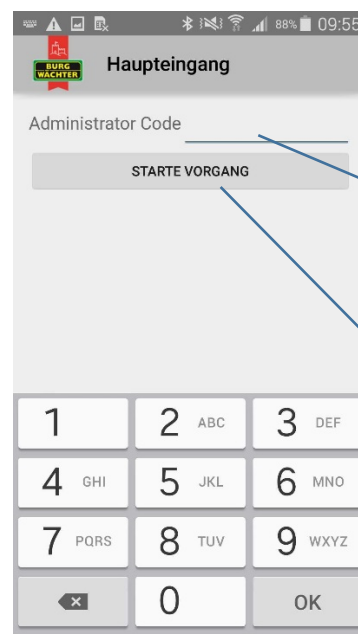 88% 09:55
BURG
WÄCHTER
Haupteingang
Administrator Code
STARTE VORGANG
1 2 ABC 3 DEF
4 GHI 5 JKL 6 MNO
7 PQRS 8 TUV 9 WXYZ
0 OK